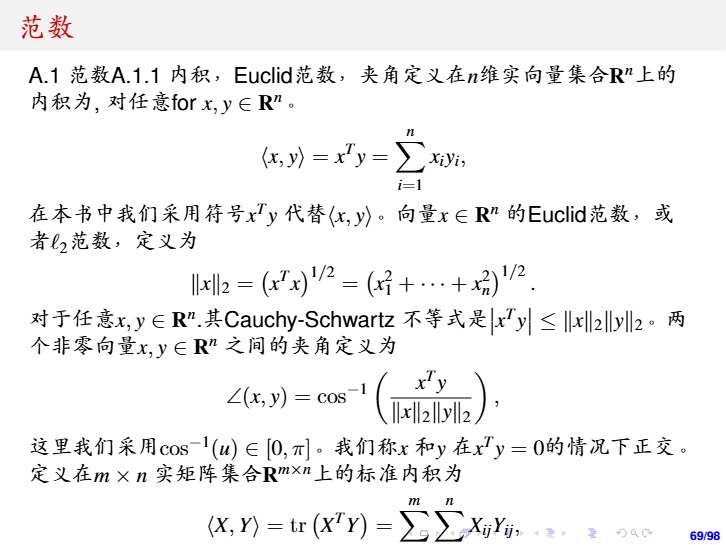 范数
A.1 范数A.1.1 内积，Euclid范数，夹角定义在n维实向量集合Rⁿ上的
内积为, 对任意for x, y ∈ Rⁿ。
⟨x, y⟩ = xᵀy = ∑ᵢ₌₁ⁿ xᵢyᵢ,
在本书中我们采用符号xᵀy 代替⟨x, y⟩。向量x ∈ Rⁿ 的Euclid范数，或
者ℓ₂范数，定义为
‖x‖₂ = (xᵀx)^{1/2} = (x₁² + ⋯ + xₙ²)^{1/2} .
对于任意x, y ∈ Rⁿ.其Cauchy-Schwartz 不等式是|xᵀy| ≤ ‖x‖₂‖y‖₂。两
个非零向量x, y ∈ Rⁿ 之间的夹角定义为
∠(x, y) = cos⁻¹ ( xᵀy / ‖x‖₂‖y‖₂ ) ,
这里我们采用cos⁻¹(u) ∈ [0, π]。我们称x 和y 在xᵀy = 0的情况下正交。
定义在m × n 实矩阵集合R^{m×n}上的标准内积为
⟨X, Y⟩ = tr (XᵀY) = ∑ᵐ ∑ⁿ X_{ij}Y_{ij},
69/98